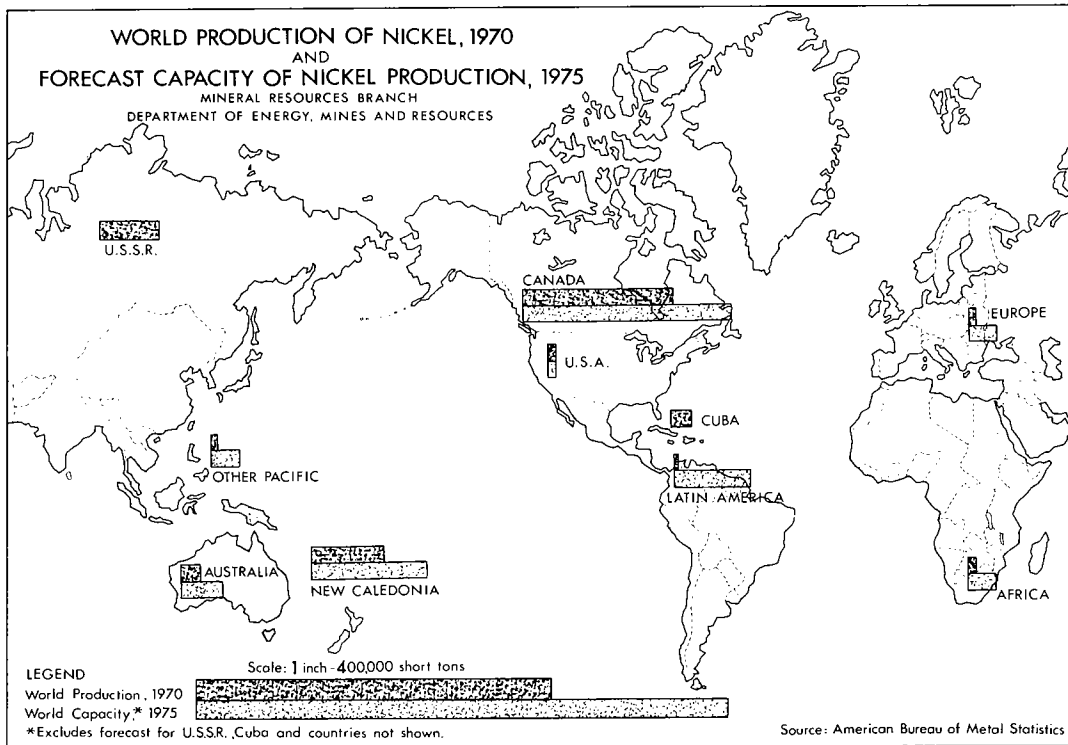 WORLD PRODUCTION OF NICKEL, 1970
AND
FORECAST CAPACITY OF NICKEL PRODUCTION, 1975
MINERAL RESOURCES BRANCH
DEPARTMENT OF ENERGY, MINES AND RESOURCES
U.S.S.R.
CANADA
EUROPE
U.S.A.
CUBA
OTHER PACIFIC
LATIN AMERICA
AUSTRALIA
NEW CALEDONIA
AFRICA
LEGEND
Scale: 1 inch - 400,000 short tons
World Production, 1970
World Capacity,* 1975
*Excludes forecast for U.S.S.R., Cuba and countries not shown.
Source: American Bureau of Metal Statistics